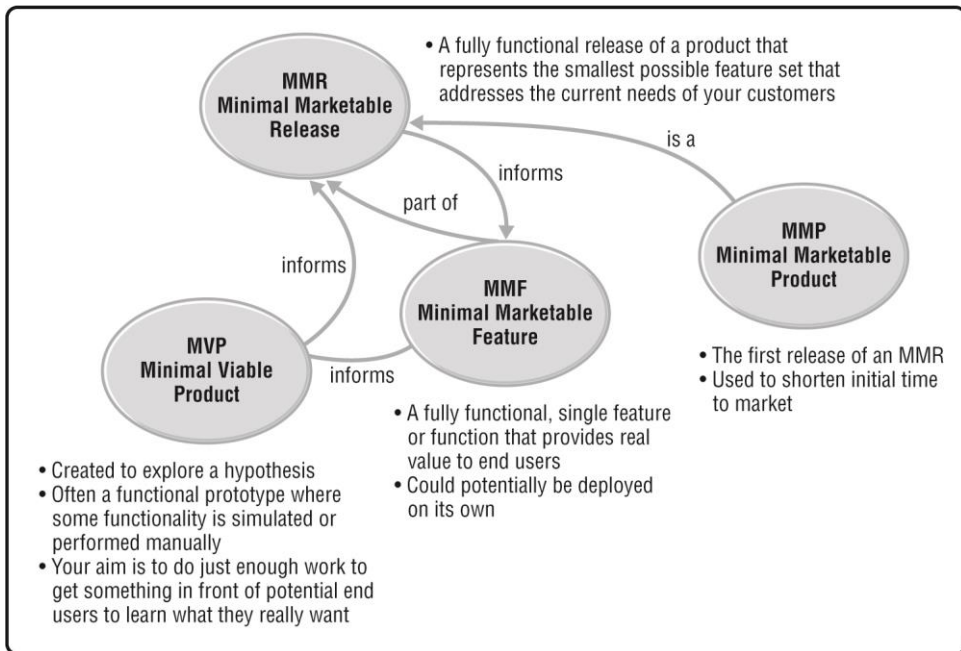 MMR
Minimal Marketable
Release
• A fully functional release of a product that
represents the smallest possible feature set that
addresses the current needs of your customers
is a
informs
part of
MMP
Minimal Marketable
Product
informs
MMF
Minimal Marketable
Feature
MVP
Minimal Viable
Product
informs
• The first release of an MMR
• Used to shorten initial time
to market
• A fully functional, single feature
or function that provides real
value to end users
• Could potentially be deployed
on its own
• Created to explore a hypothesis
• Often a functional prototype where
some functionality is simulated or
performed manually
• Your aim is to do just enough work to
get something in front of potential end
users to learn what they really want